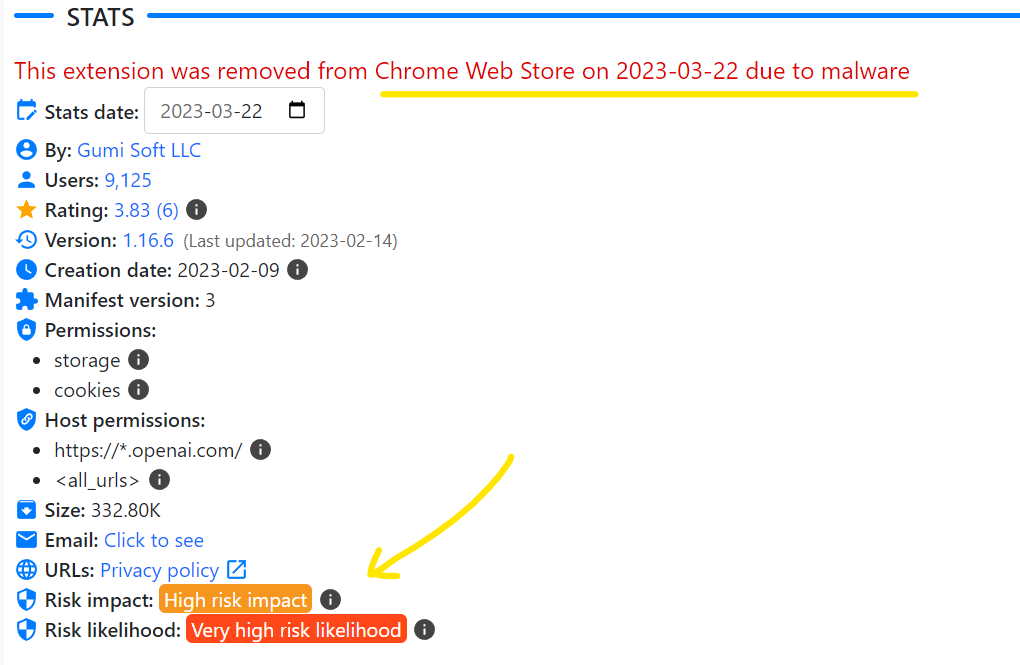 STATS
This extension was removed from Chrome Web Store on 2023-03-22 due to malware
Stats date: 2023-03-22
By: Gumi Soft LLC
Users: 9,125
Rating: 3.83 (6)
Version: 1.16.6 (Last updated: 2023-02-14)
Creation date: 2023-02-09
Manifest version: 3
Permissions:
storage
cookies
Host permissions:
https://*.openai.com/
<all_urls>
Size: 332.80K
Email: Click to see
URLs: Privacy policy
Risk impact: High risk impact
Risk likelihood: Very high risk likelihood